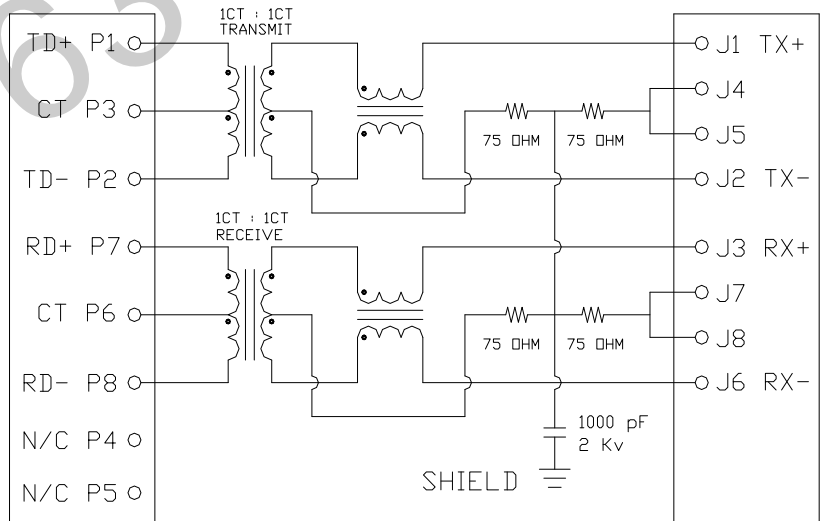 1CT : 1CT
TRANSMIT
TD+ P1
J1 TX+
J4
CT P3
75 OHM
75 OHM
J5
TD- P2
J2 TX-
1CT : 1CT
RECEIVE
RD+ P7
J3 RX+
J7
CT P6
75 OHM
75 OHM
J8
RD- P8
J6 RX-
1000 pF
2 Kv
N/C P4
SHIELD
N/C P5